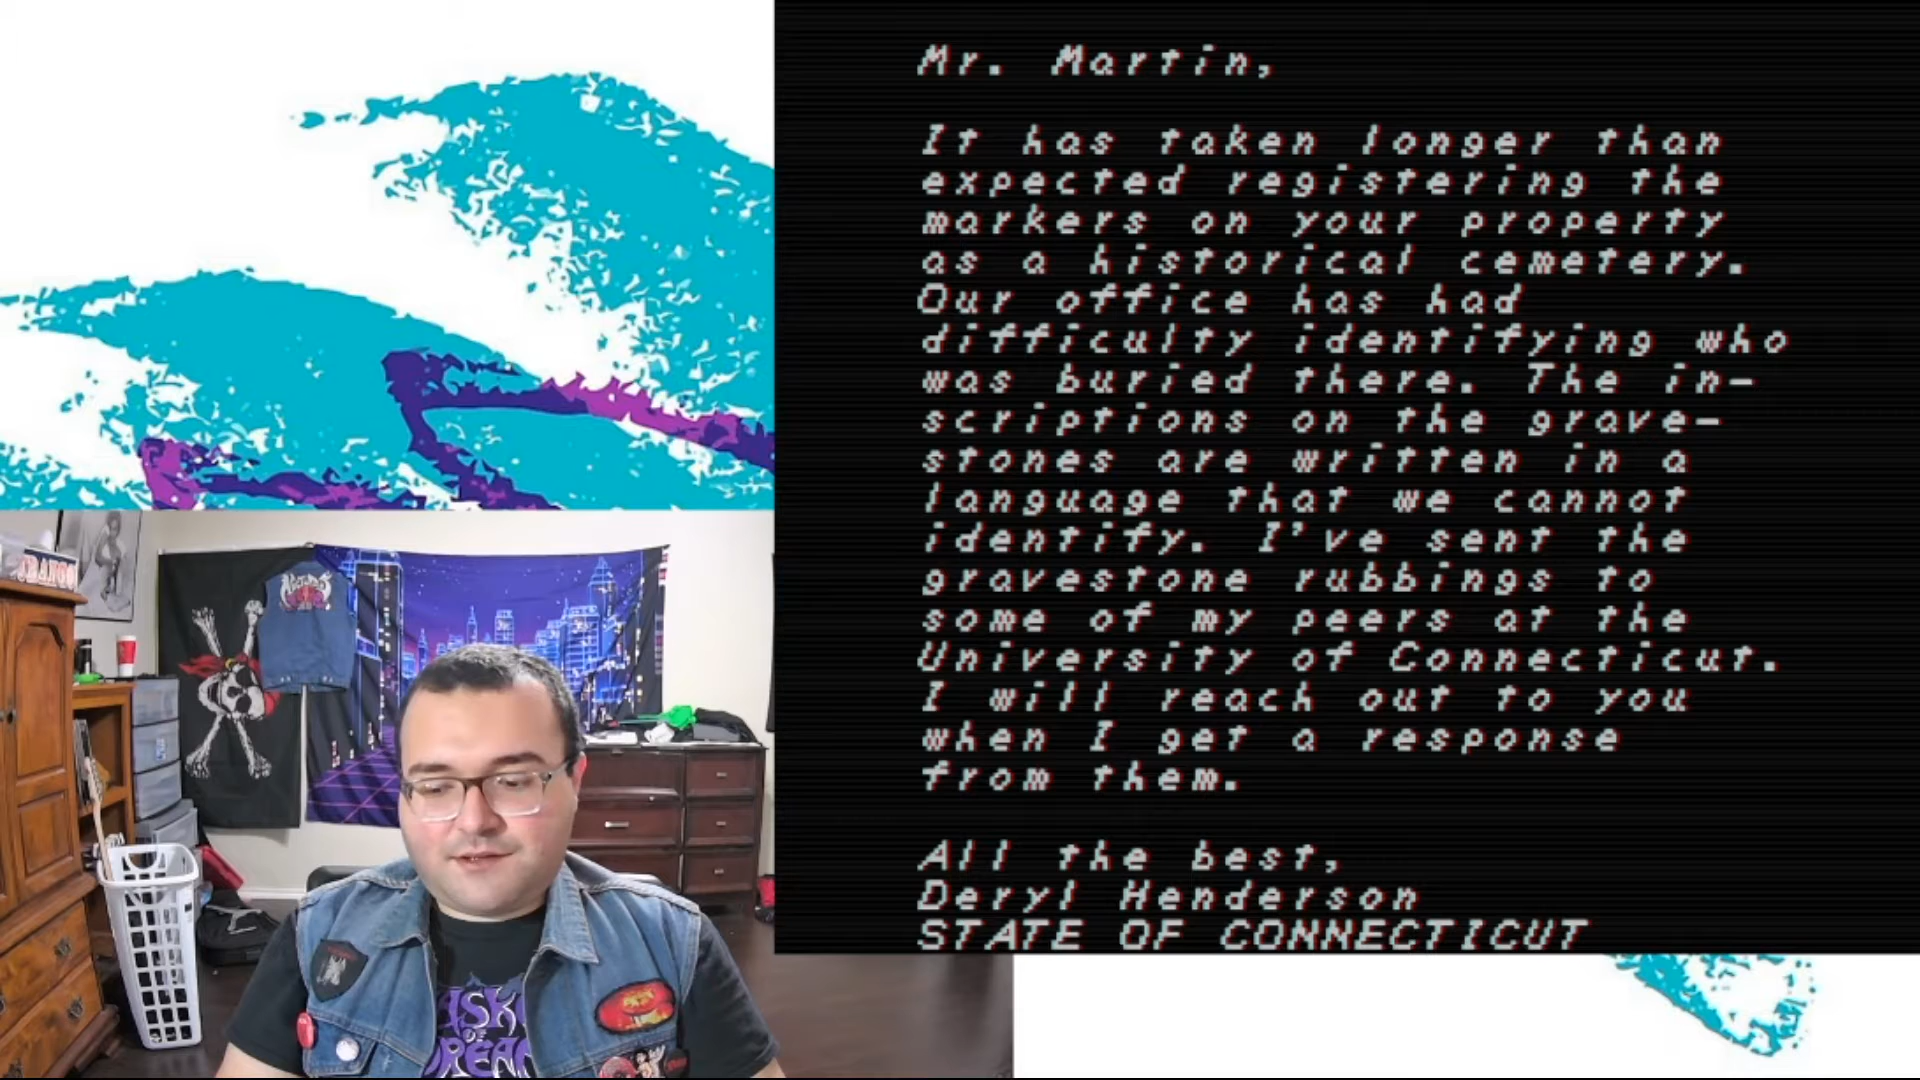 Mr. Martin,
It has taken longer than
expected registering the
markers on your property
as a historical cemetery.
Our office has had
difficulty identifying who
was buried there. The in-
scriptions on the grave-
stones are written in a
language that we cannot
identify. I've sent the
gravestone rubbings to
some of my peers at the
University of Connecticut.
I will reach out to you
when I get a response
from them.
All the best,
Deryl Henderson
STATE OF CONNECTICUT